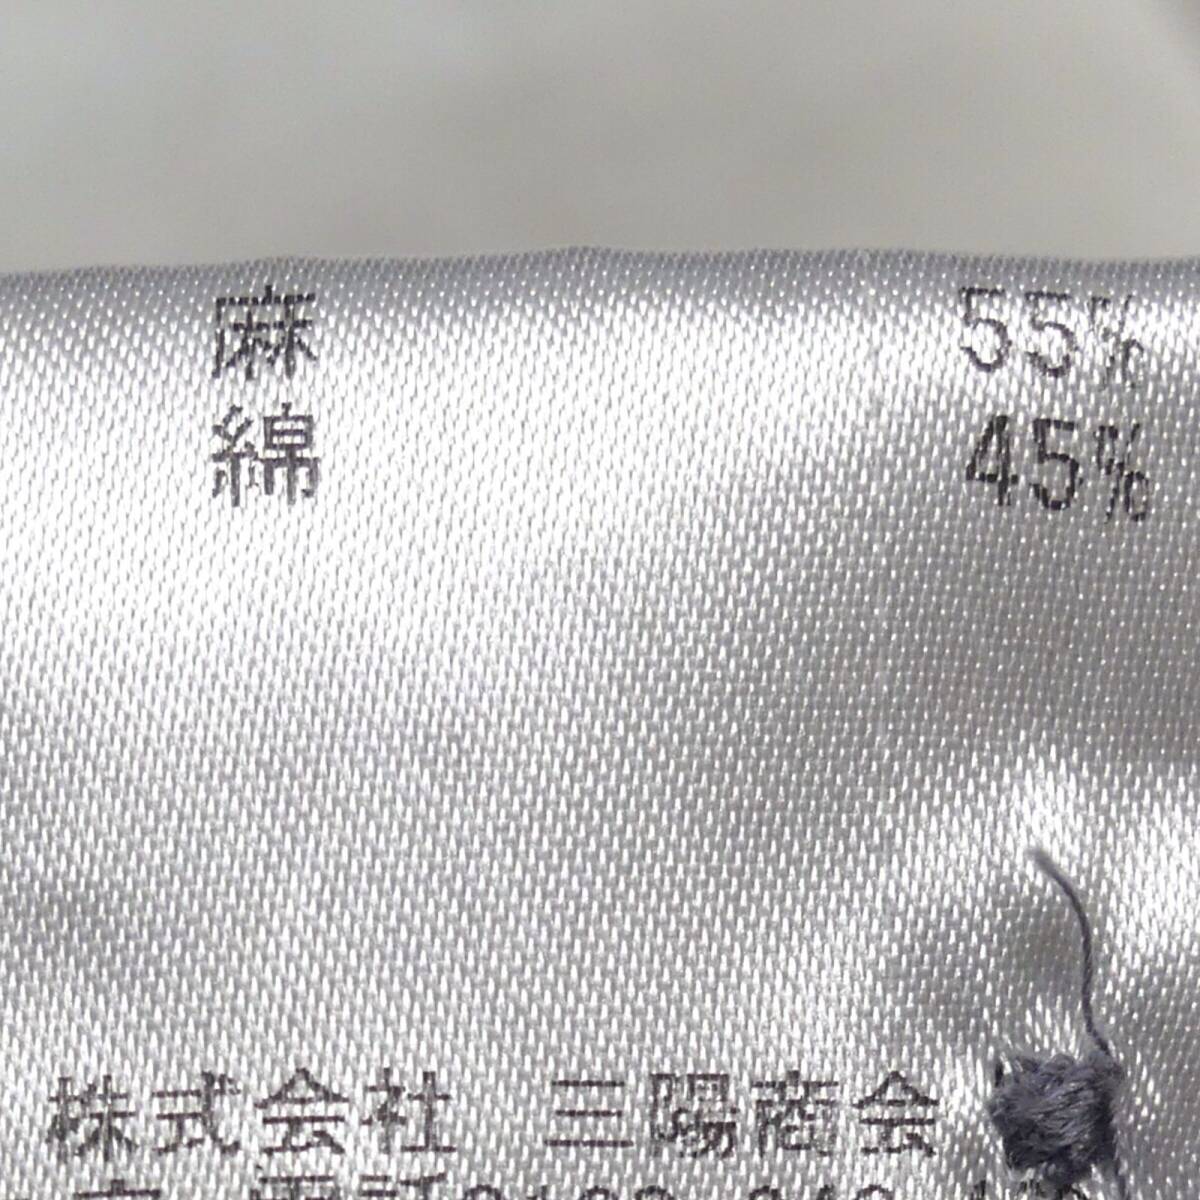 麻 55%
綿 45%
株式会社 三陽商会